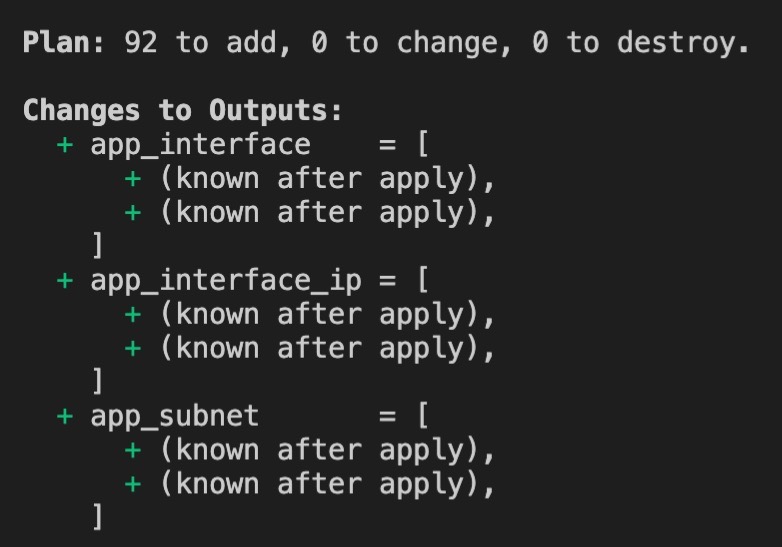 Plan: 92 to add, 0 to change, 0 to destroy.
Changes to Outputs:
+ app_interface = [
+ (known after apply),
+ (known after apply),
]
+ app_interface_ip = [
+ (known after apply),
+ (known after apply),
]
+ app_subnet = [
+ (known after apply),
+ (known after apply),
]